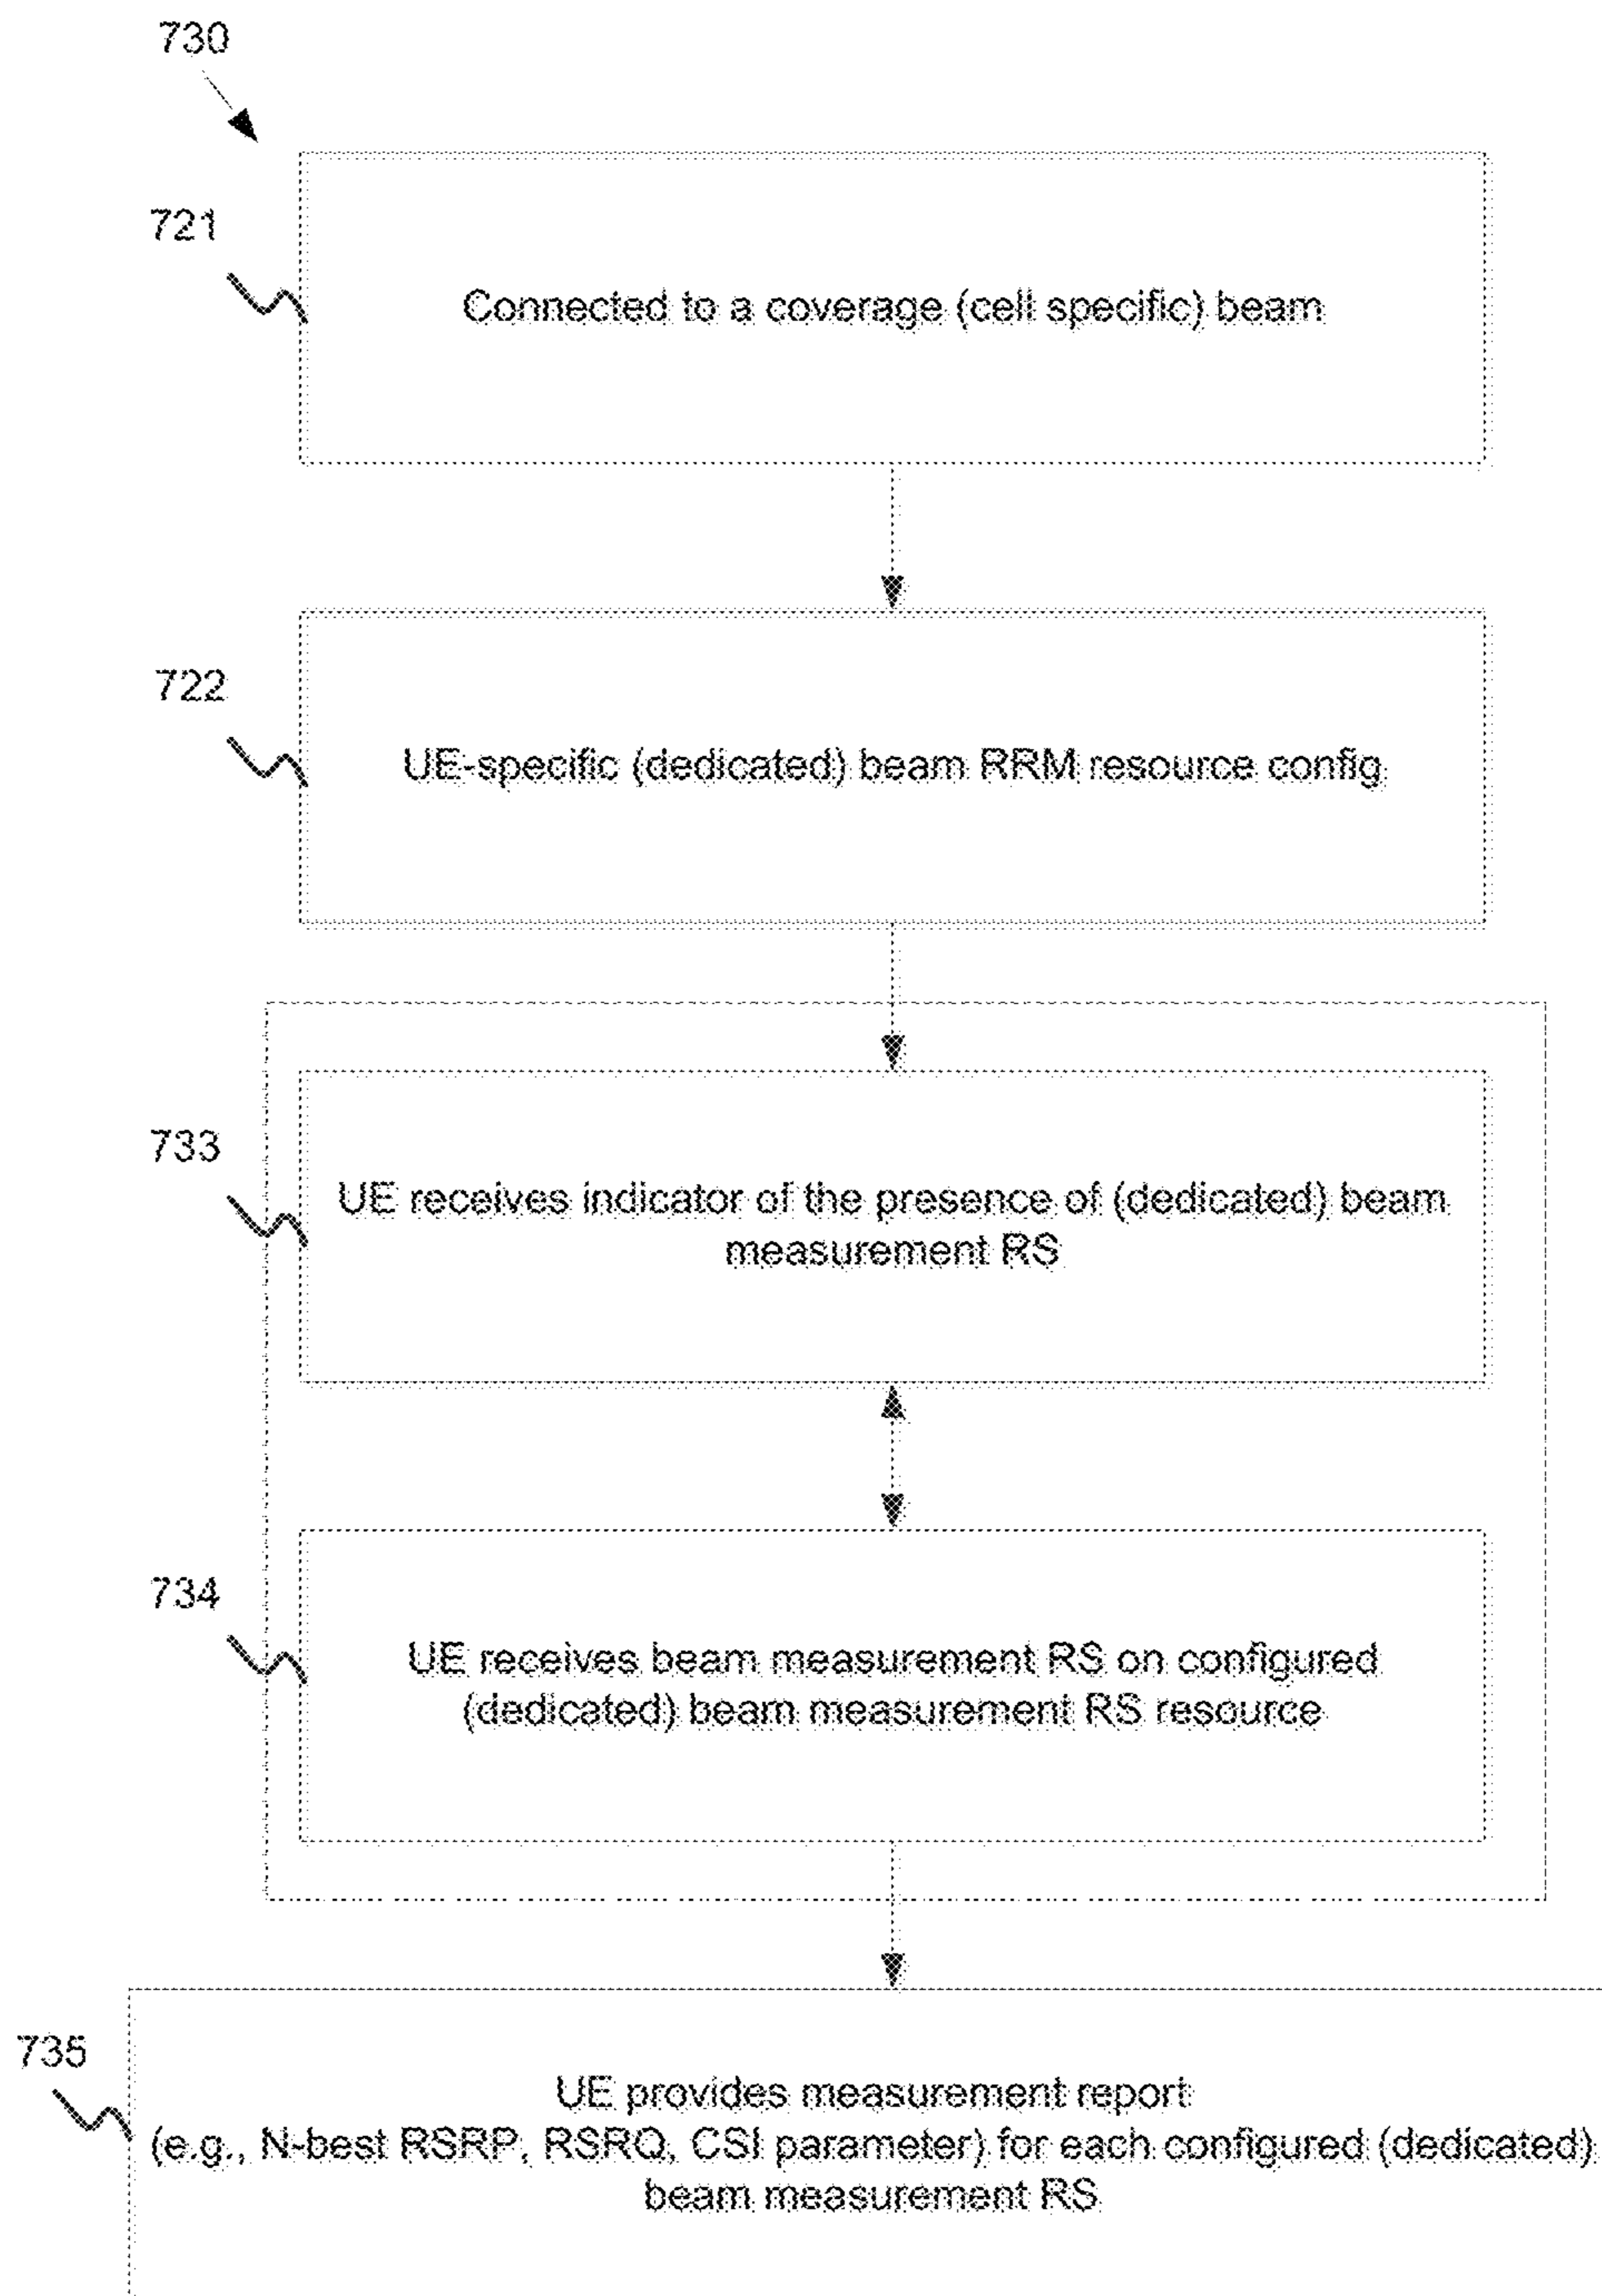 730
721
Connected to a coverage (cell specific) beam
722
UE-specific (dedicated) beam RRM resource config
733
UE receives indicator of the presence of (dedicated) beam
measurement RS
734
UE receives beam measurement RS on configured
(dedicated) beam measurement RS resource
735
UE provides measurement report
(e.g., N-best RSRP, RSRQ, CSI parameter) for each configured (dedicated)
beam measurement RS